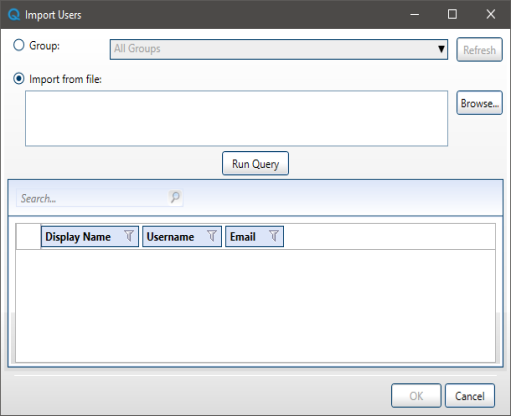 Import Users
Group:
All Groups
Refresh
Import from file:
Browse...
Run Query
Search...
Display Name
Username
Email
OK
Cancel